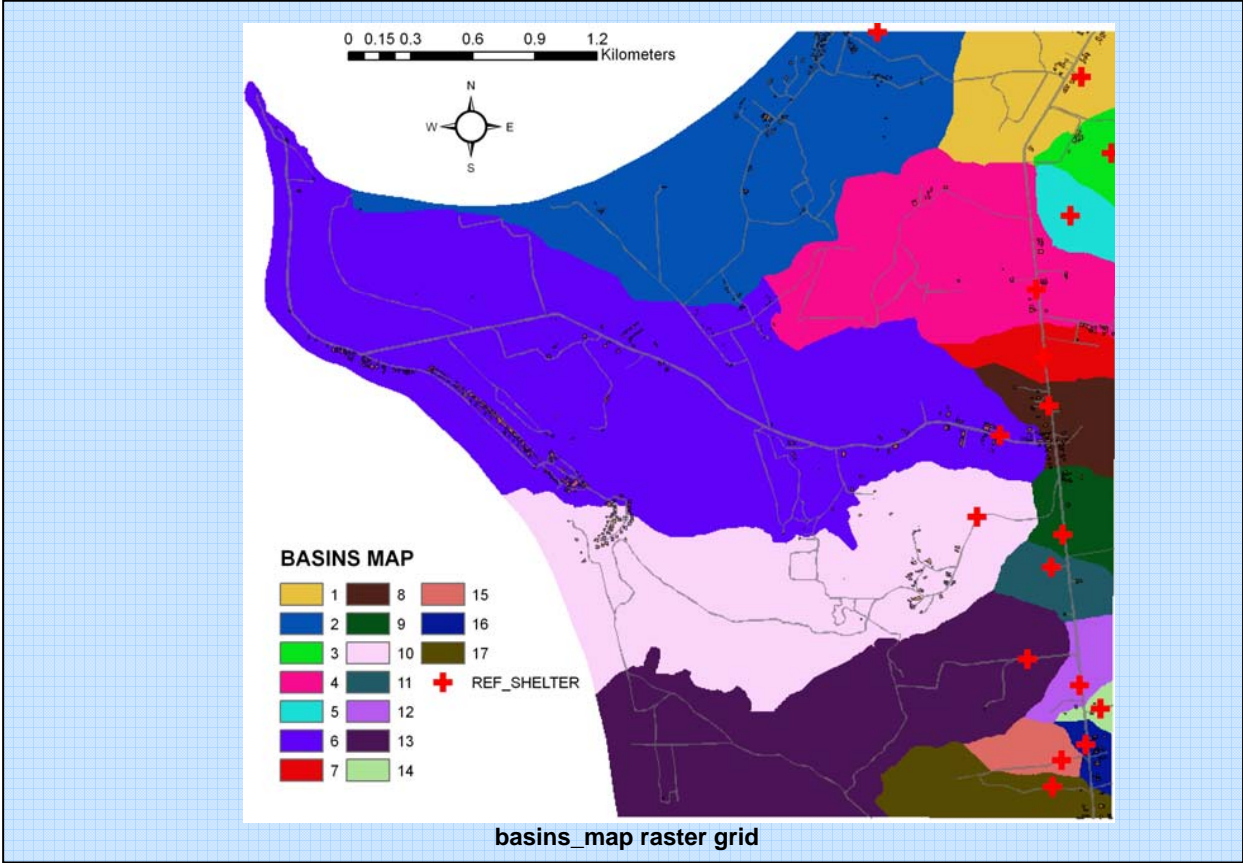 0 0.15 0.3 0.6 0.9 1.2
Kilometers
N
W E
S
BASINS MAP
1 8 15
2 9 16
3 10 17
4 11 REF_SHELTER
5 12
6 13
7 14
basins_map raster grid